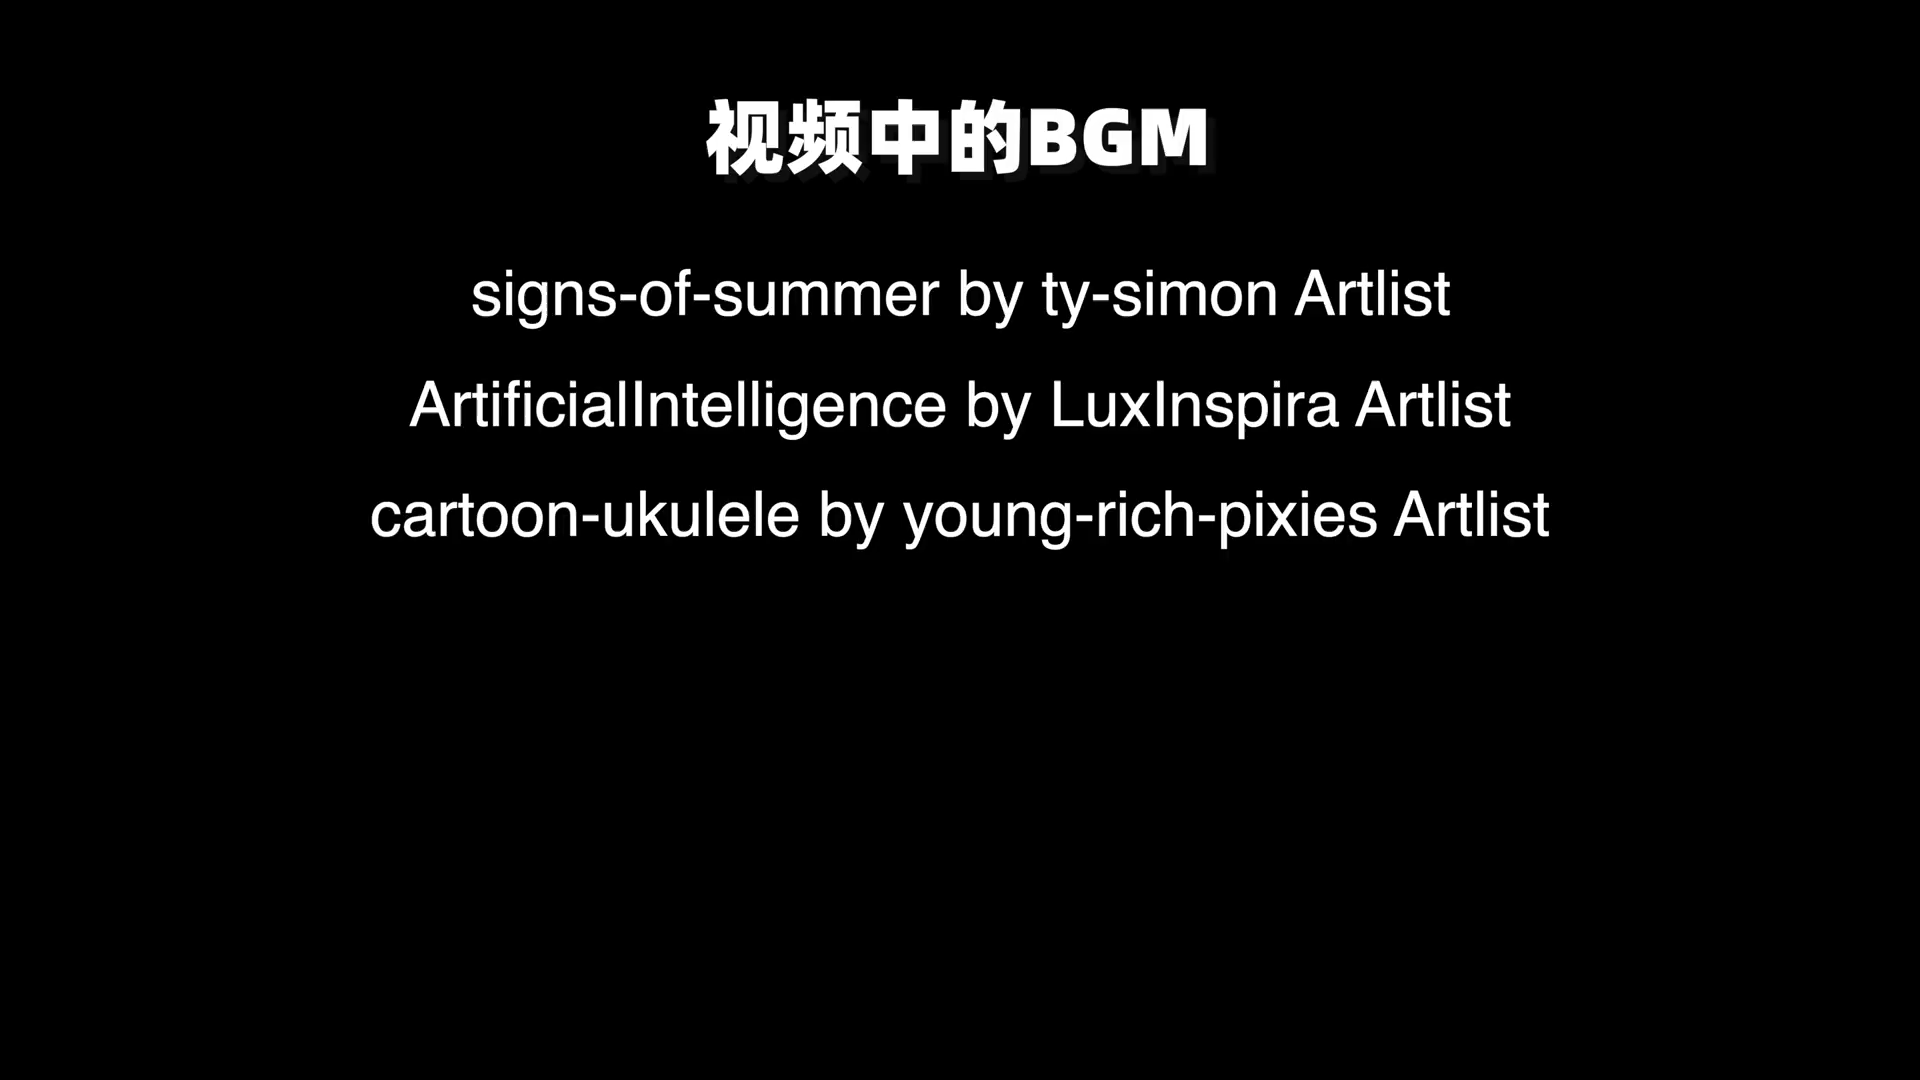 视频中的BGM
signs-of-summer by ty-simon Artlist
ArtificialIntelligence by LuxInspira Artlist
cartoon-ukulele by young-rich-pixies Artlist